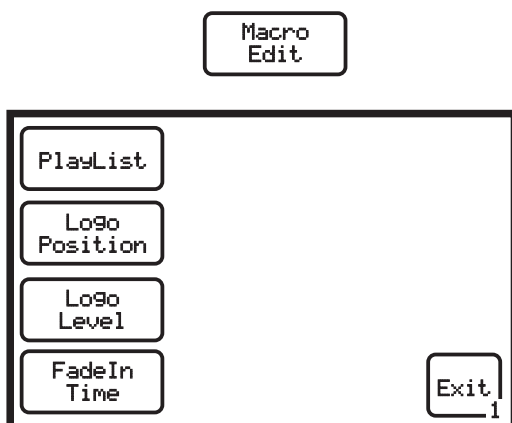 Macro
Edit
PlayList
Logo
Position
Logo
Level
FadeIn
Time
Exit
1